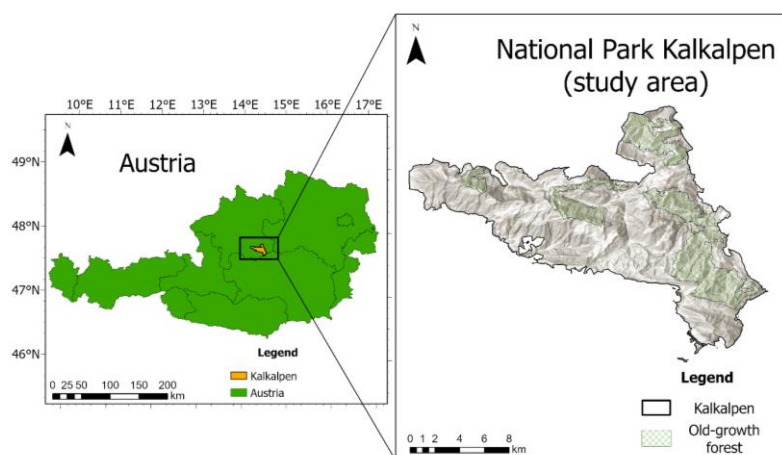 10°E 11°E 12°E 13°E 14°E 15°E 16°E 17°E
N
Austria
49°N
48°N
47°N
46°N
Legend
Kalkalpen
Austria
0 25 50 100 150 200
km
N
National Park Kalkalpen
(study area)
Legend
Kalkalpen
Old-growth
forest
0 1 2 4 6 8
km